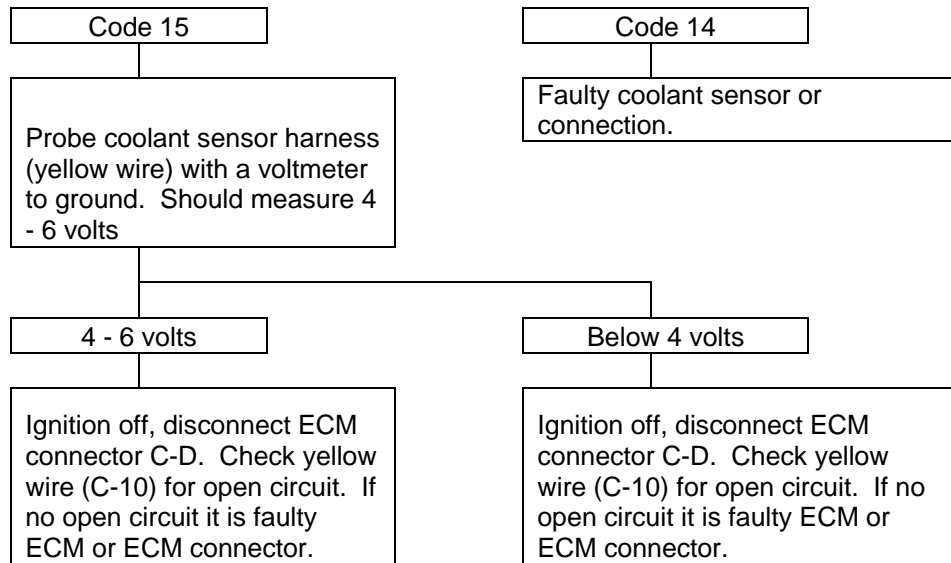 Code 15
Code 14
Probe coolant sensor harness
(yellow wire) with a voltmeter
to ground.  Should measure 4
- 6 volts
Faulty coolant sensor or
connection.
4 - 6 volts
Below 4 volts
Ignition off, disconnect ECM
connector C-D.  Check yellow
wire (C-10) for open circuit.  If
no open circuit it is faulty
ECM or ECM connector.
Ignition off, disconnect ECM
connector C-D.  Check yellow
wire (C-10) for open circuit.  If no
open circuit it is faulty ECM or
ECM connector.